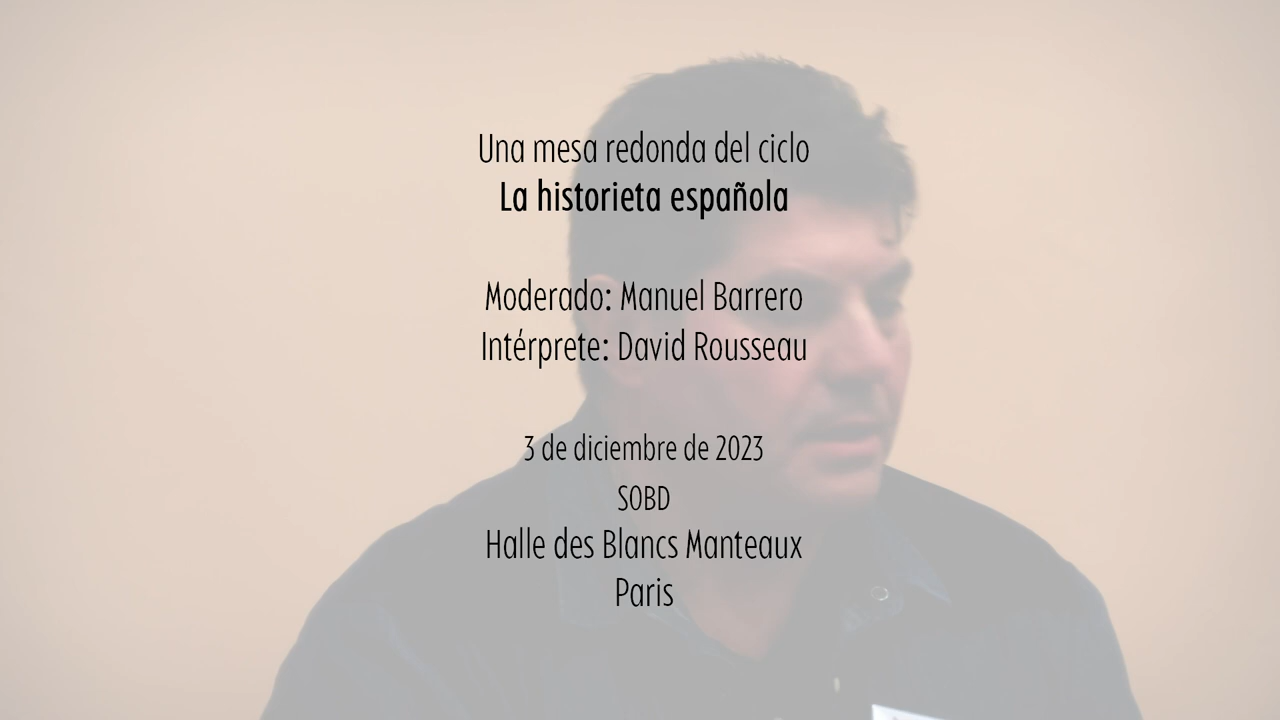 Una mesa redonda del ciclo
La historieta española
Moderado: Manuel Barrero
Intérprete: David Rousseau
3 de diciembre de 2023
SOBD
Halle des Blancs Manteaux
Paris